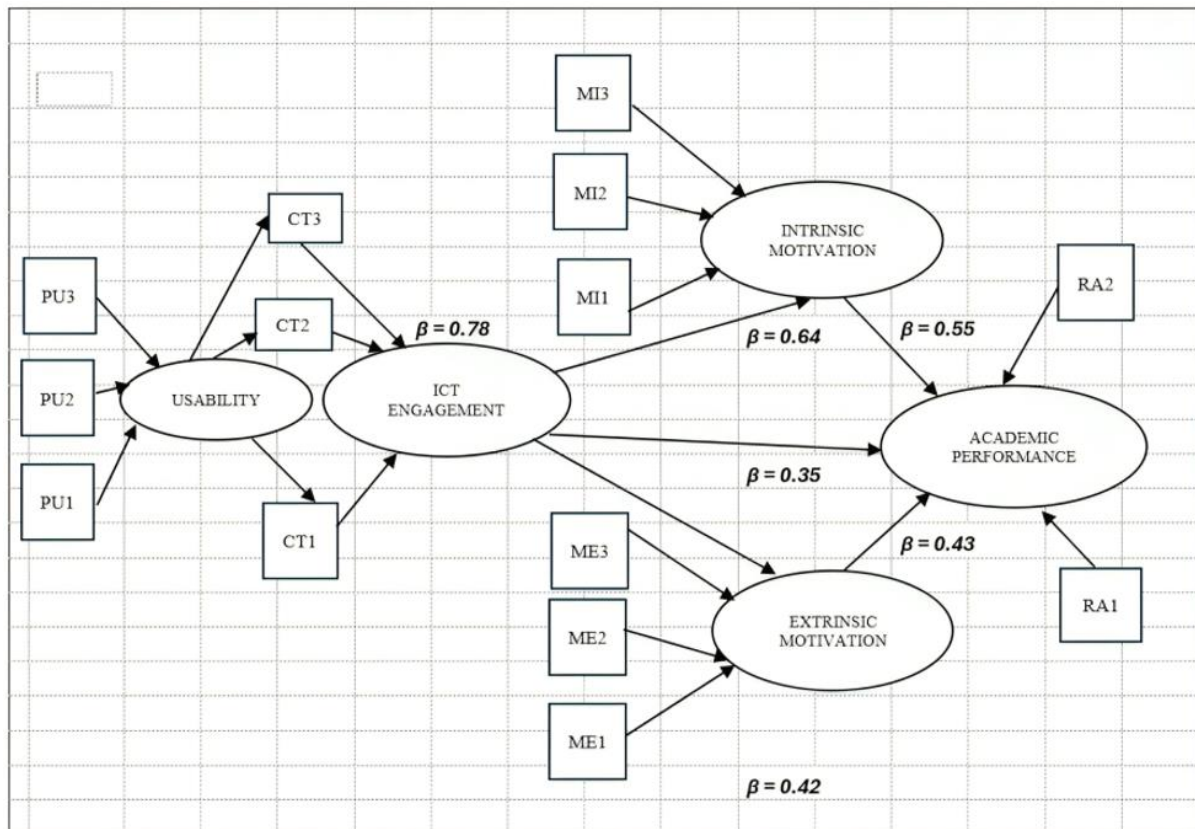 MI3
MI2
INTRINSIC
MOTIVATION
CT3
MI1
RA2
PU3
CT2
β = 0.78
β = 0.64
β = 0.55
PU2
USABILITY
ICT
ENGAGEMENT
ACADEMIC
PERFORMANCE
β = 0.35
PU1
CT1
ME3
β = 0.43
RA1
ME2
EXTRINSIC
MOTIVATION
ME1
β = 0.42